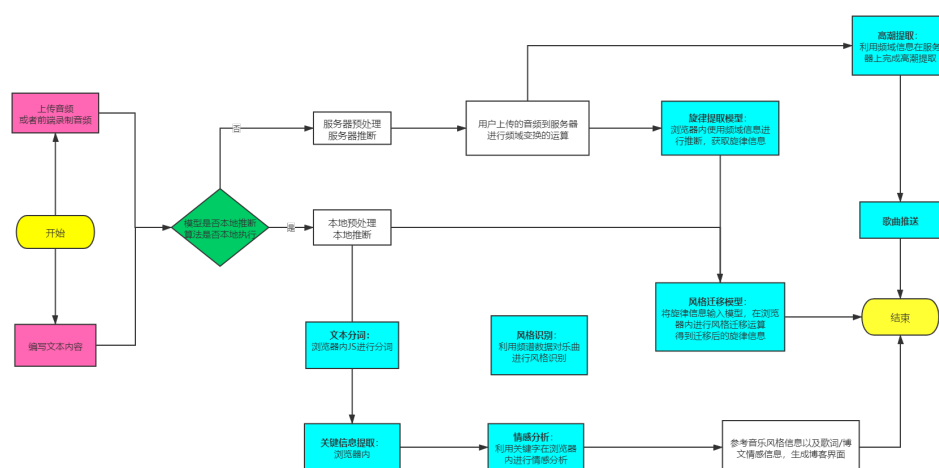 高潮提取：
利用频域信息在服务
器上完成高潮提取
上传音频
或者前端录制音频
否
服务器预处理
服务器推断
用户上传的音频到服务器
进行频域变换的运算
旋律提取模型：
浏览器内使用频域信息进
行推断，获取旋律信息
开始
模型是否本地推断
算法是否本地执行
是
本地预处理
本地推断
歌曲推送
编写文本内容
文本分词：
浏览器内JS进行分词
风格识别：
利用频谱数据对乐曲
进行风格识别
风格迁移模型：
将旋律信息输入模型，在浏览
器内进行风格迁移运算
得到迁移后的旋律信息
结束
关键信息提取：
浏览器内
情感分析：
利用关键字在浏览器
内进行情感分析
参考音乐风格信息以及歌词/博
文情感信息，生成博客界面